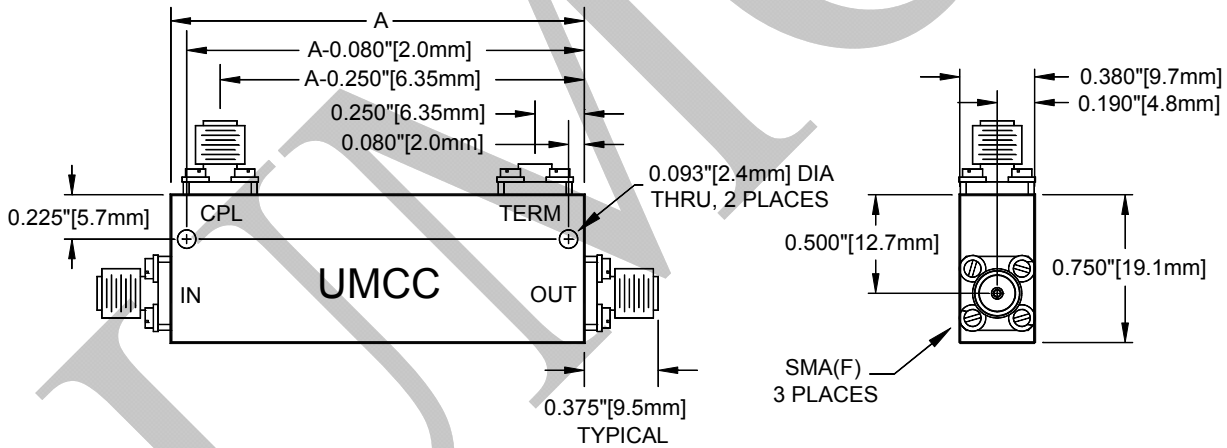 A
A-0.080"[2.0mm]
A-0.250"[6.35mm]
0.250"[6.35mm]
0.080"[2.0mm]
0.093"[2.4mm] DIA
THRU, 2 PLACES
0.225"[5.7mm]
CPL
TERM
IN
UMCC
OUT
0.375"[9.5mm]
TYPICAL
0.380"[9.7mm]
0.190"[4.8mm]
0.500"[12.7mm]
0.750"[19.1mm]
SMA(F)
3 PLACES
UMC